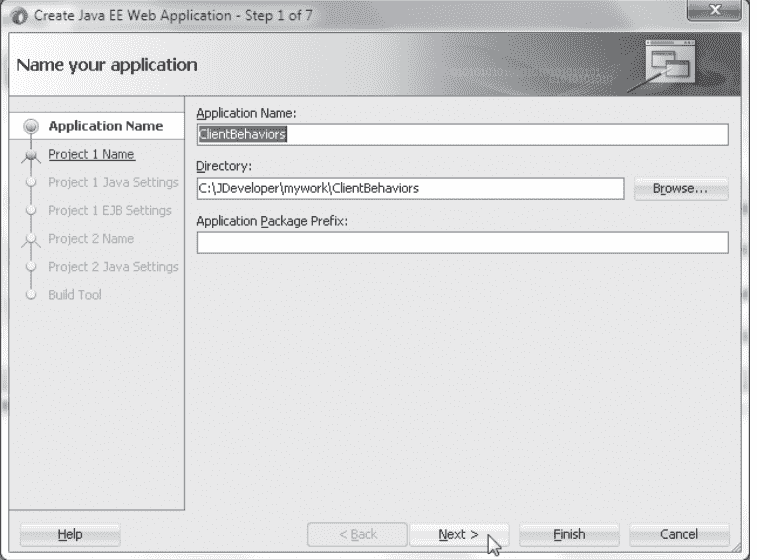 Create Java EE Web Application - Step 1 of 7
Name your application
Application Name
Project 1 Name
Project 1 Java Settings
Project 1 EJB Settings
Project 2 Name
Project 2 Java Settings
Build Tool
Application Name:
ClientBehaviors
Directory:
C:\JDeveloper\mywork\ClientBehaviors
Browse...
Application Package Prefix:
Help
< Back
Next >
Finish
Cancel